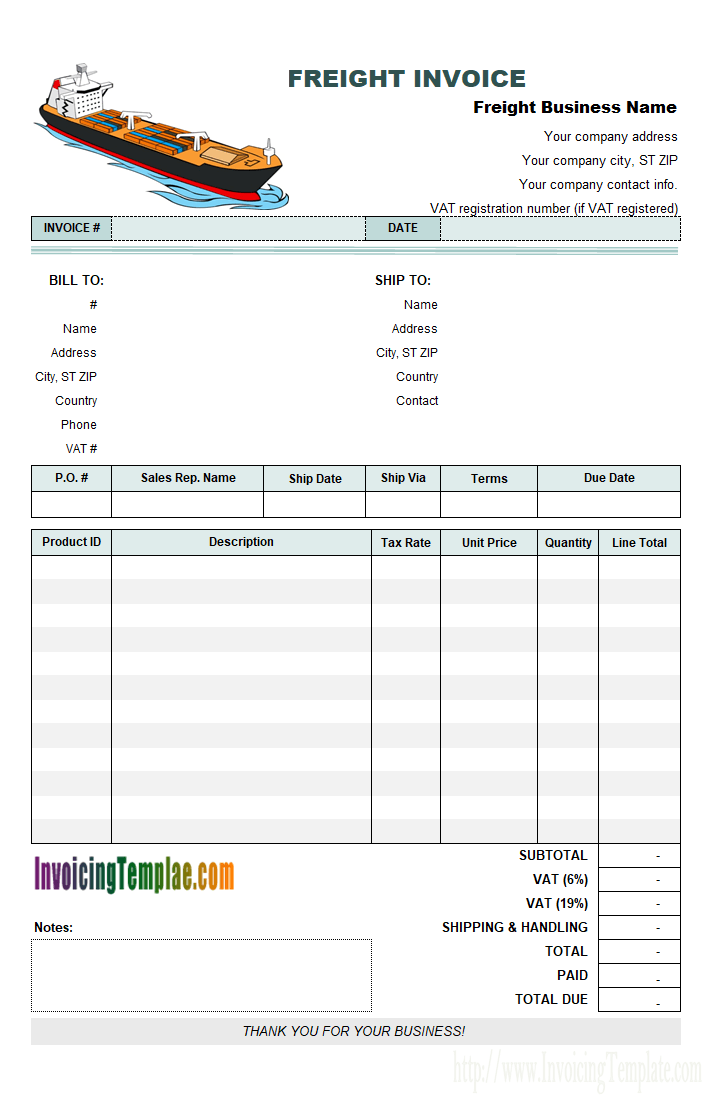 FREIGHT INVOICE
Freight Business Name
Your company address
Your company city, ST ZIP
Your company contact info.
VAT registration number (if VAT registered)
INVOICE # DATE
BILL TO: SHIP TO:
# Name
Name Address
Address City, ST ZIP
City, ST ZIP Country
Country Contact
Phone
VAT #
P.O. # Sales Rep. Name Ship Date Ship Via Terms Due Date
Product ID Description Tax Rate Unit Price Quantity Line Total
SUBTOTAL -
InvoicingTemplae.com
VAT (6%) -
VAT (19%) -
Notes: SHIPPING & HANDLING -
TOTAL -
PAID -
TOTAL DUE -
THANK YOU FOR YOUR BUSINESS!
http://www.InvoicingTemplate.com